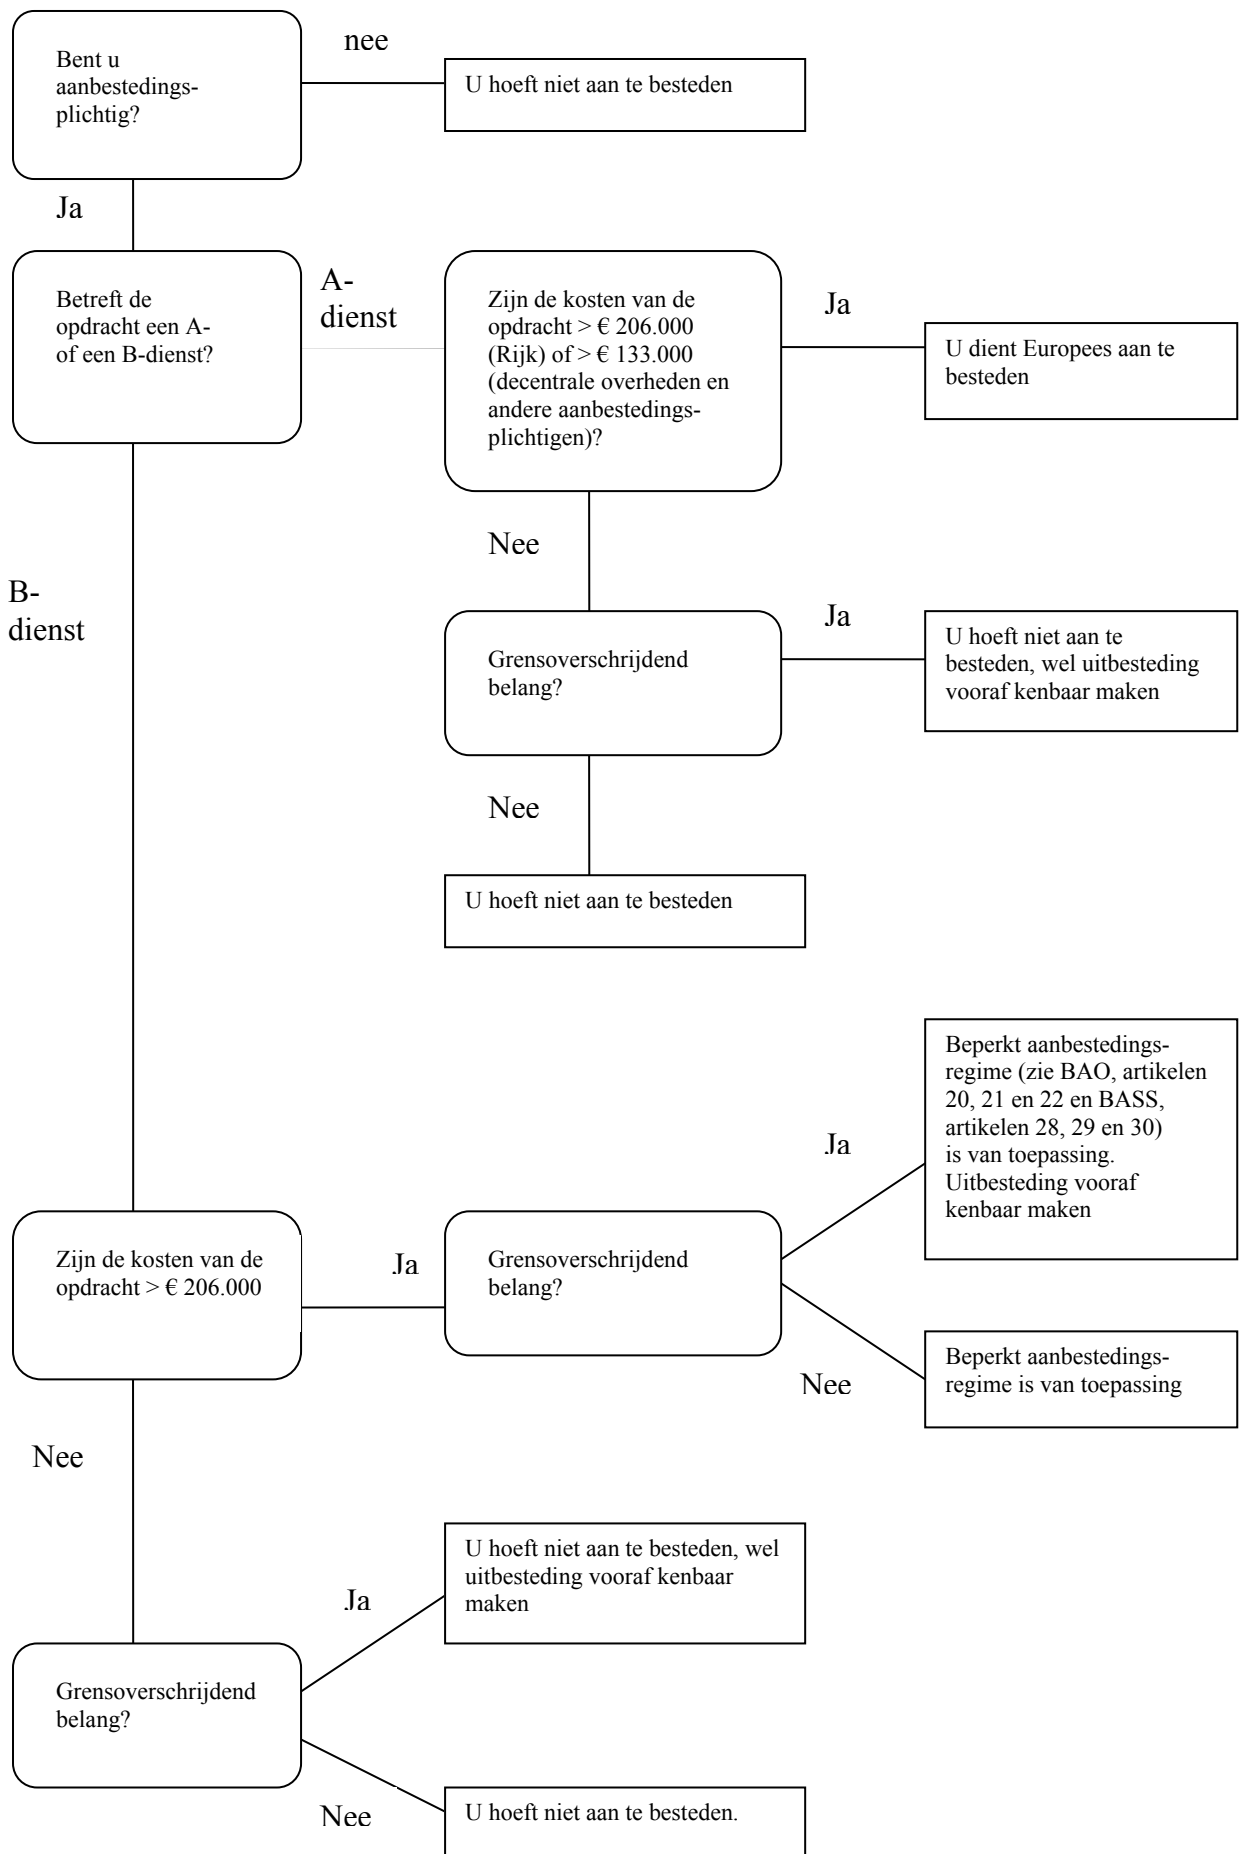 nee
Bent u
aanbestedings-
plichtig?
U hoeft niet aan te besteden
Ja
Betreft de
opdracht een A-
of een B-dienst?
A-
dienst
Zijn de kosten van de
opdracht > € 206.000
(Rijk) of > € 133.000
(decentrale overheden en
andere aanbestedings-
plichtigen)?
Ja
U dient Europees aan te
besteden
Nee
B-
dienst
Grensoverschrijdend
belang?
Ja
U hoeft niet aan te
besteden, wel uitbesteding
vooraf kenbaar maken
Nee
U hoeft niet aan te besteden
Zijn de kosten van de
opdracht > € 206.000
Ja
Grensoverschrijdend
belang?
Ja
Beperkt aanbestedings-
regime (zie BAO, artikelen
20, 21 en 22 en BASS,
artikelen 28, 29 en 30)
is van toepassing.
Uitbesteding vooraf
kenbaar maken
Nee
Beperkt aanbestedings-
regime is van toepassing
Nee
Grensoverschrijdend
belang?
Ja
U hoeft niet aan te besteden, wel
uitbesteding vooraf kenbaar
maken
Nee
U hoeft niet aan te besteden.